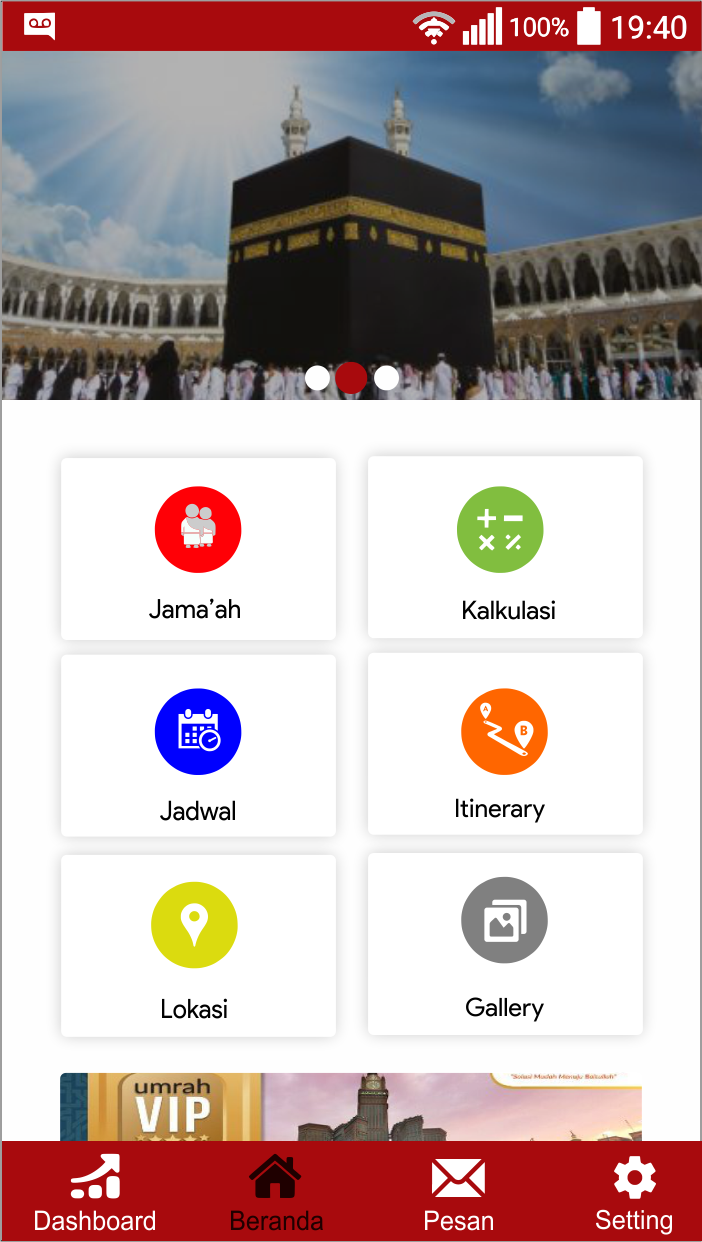 100% 19:40
Jama'ah
Kalkulasi
Jadwal
A
B
Itinerary
Lokasi
Gallery
"Solusi Mudah Menuju Baitullah"
umrah
VIP
Dashboard
Beranda
Pesan
Setting